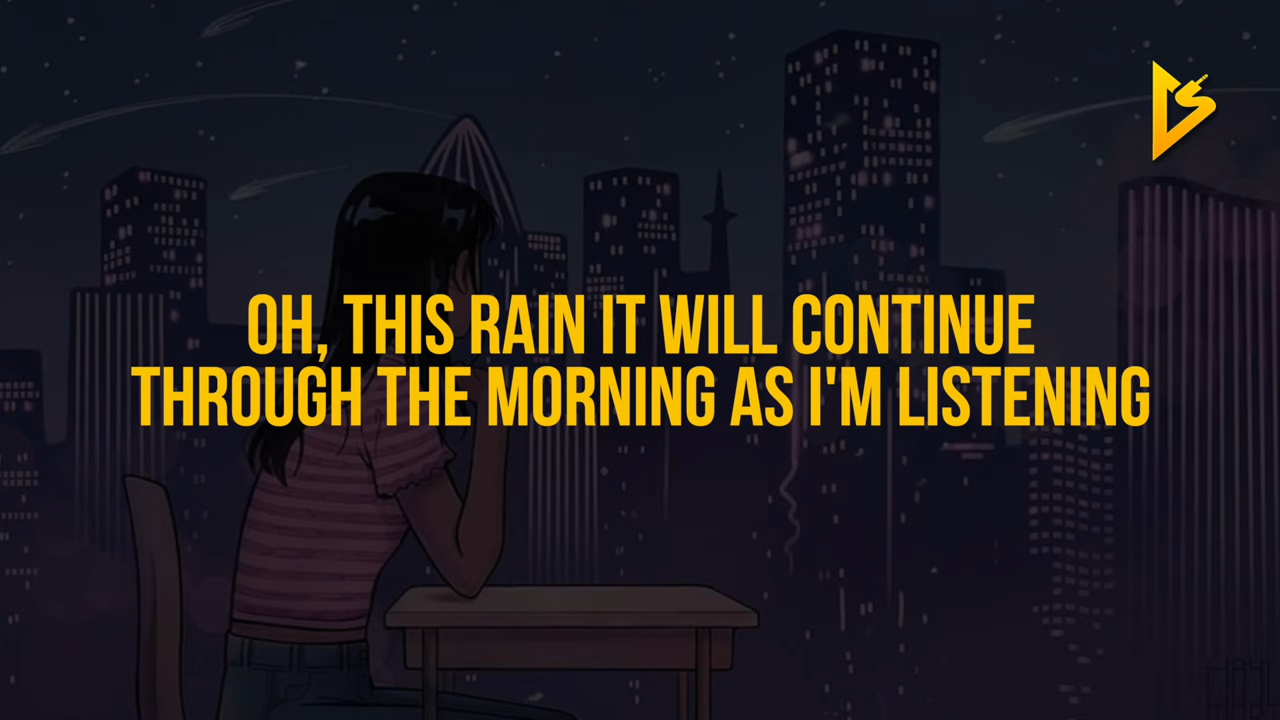 OH, THIS RAIN IT WILL CONTINUE
THROUGH THE MORNING AS I'M LISTENING